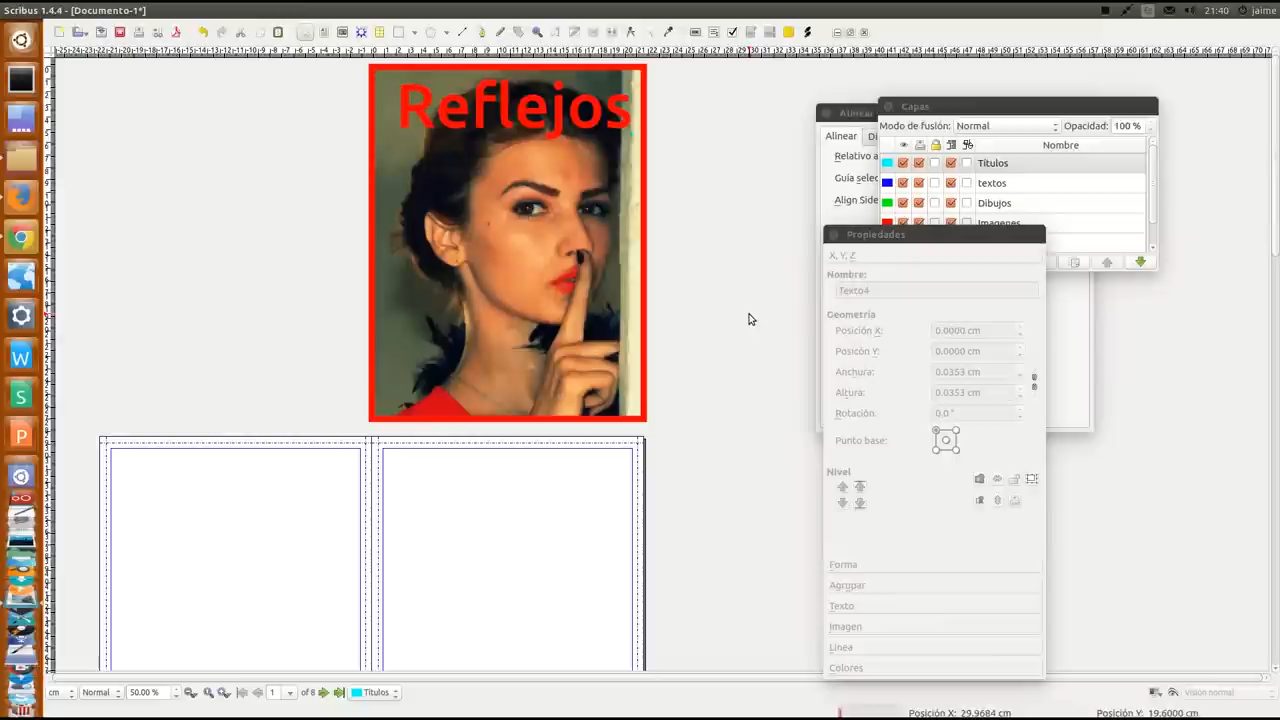 Scribus 1.4.4 - [Documento-1*]
21:40
jaime
Reflejos
Alinear
Capas
Modo de fusión: Normal
Opacidad: 100 %
Alinear
Nombre
Relativo a
Títulos
Guía selec
textos
Align Side
Dibujos
Imagenes
Propiedades
X, Y, Z
Nombre:
Texto4
Geometría
Posición X: 0.0000 cm
Posicón Y: 0.0000 cm
Anchura: 0.0353 cm
Altura: 0.0353 cm
Rotación: 0.0 °
Punto base:
Nivel
Forma
Agrupar
Texto
Imagen
Línea
Colores
cm
Normal
50.00 %
1
of 8
Títulos
visión normal
Posición X: 29.9684 cm
Posición Y: 19.6000 cm